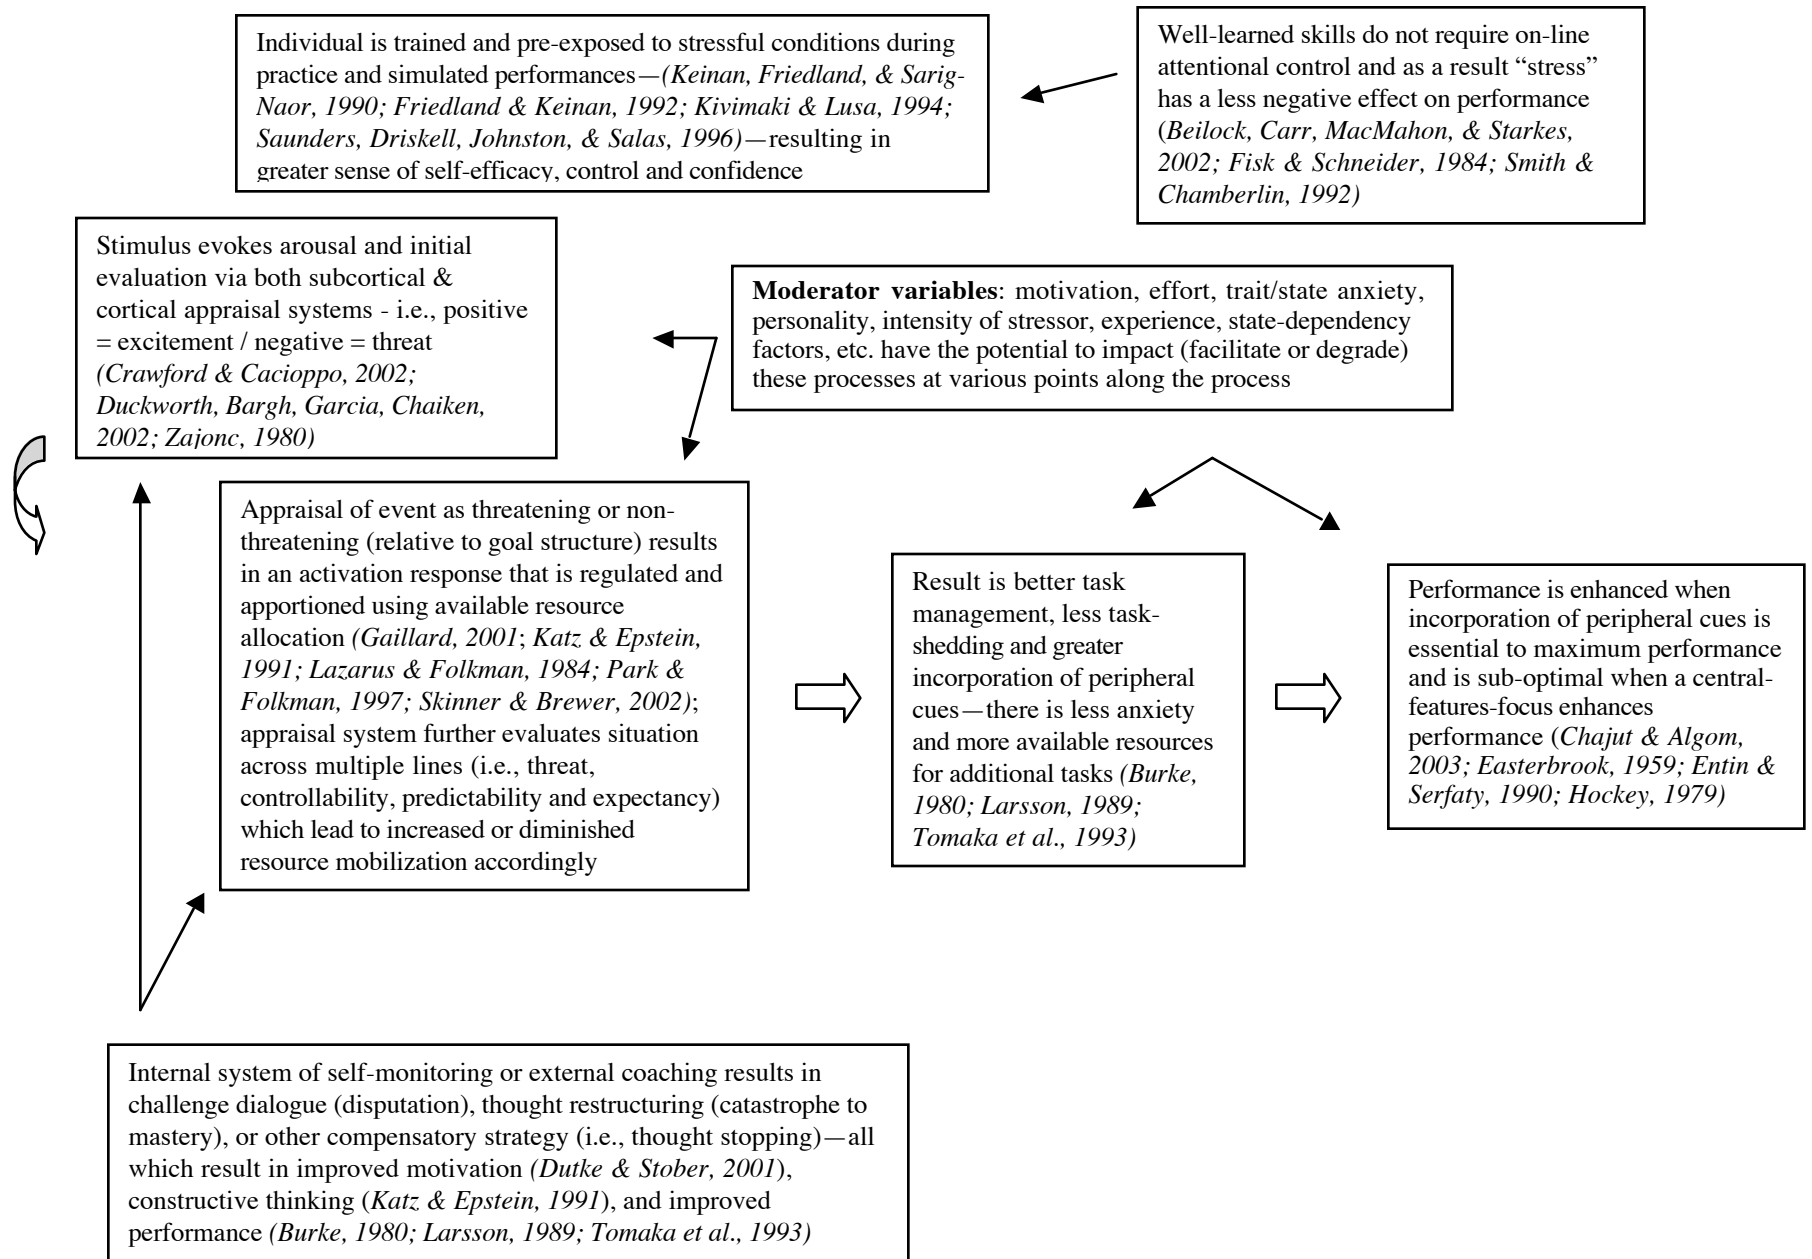 Individual is trained and pre-exposed to stressful conditions during
practice and simulated performances—(Keinan, Friedland, & Sarig-
Naor, 1990; Friedland & Keinan, 1992; Kivimaki & Lusa, 1994;
Saunders, Driskell, Johnston, & Salas, 1996)—resulting in
greater sense of self-efficacy, control and confidence
Well-learned skills do not require on-line
attentional control and as a result “stress”
has a less negative effect on performance
(Beilock, Carr, MacMahon, & Starkes,
2002; Fisk & Schneider, 1984; Smith &
Chamberlin, 1992)
Stimulus evokes arousal and initial
evaluation via both subcortical &
cortical appraisal systems - i.e., positive
= excitement / negative = threat
(Crawford & Cacioppo, 2002;
Duckworth, Bargh, Garcia, Chaiken,
2002; Zajonc, 1980)
Moderator variables: motivation, effort, trait/state anxiety,
personality, intensity of stressor, experience, state-dependency
factors, etc. have the potential to impact (facilitate or degrade)
these processes at various points along the process
Appraisal of event as threatening or non-
threatening (relative to goal structure) results
in an activation response that is regulated and
apportioned using available resource
allocation (Gaillard, 2001; Katz & Epstein,
1991; Lazarus & Folkman, 1984; Park &
Folkman, 1997; Skinner & Brewer, 2002);
appraisal system further evaluates situation
across multiple lines (i.e., threat,
controllability, predictability and expectancy)
which lead to increased or diminished
resource mobilization accordingly
Result is better task
management, less task-
shedding and greater
incorporation of peripheral
cues—there is less anxiety
and more available resources
for additional tasks (Burke,
1980; Larsson, 1989;
Tomaka et al., 1993)
Performance is enhanced when
incorporation of peripheral cues is
essential to maximum performance
and is sub-optimal when a central-
features-focus enhances
performance (Chajut & Algom,
2003; Easterbrook, 1959; Entin &
Serfaty, 1990; Hockey, 1979)
Internal system of self-monitoring or external coaching results in
challenge dialogue (disputation), thought restructuring (catastrophe to
mastery), or other compensatory strategy (i.e., thought stopping)—all
which result in improved motivation (Dutke & Stober, 2001),
constructive thinking (Katz & Epstein, 1991), and improved
performance (Burke, 1980; Larsson, 1989; Tomaka et al., 1993)